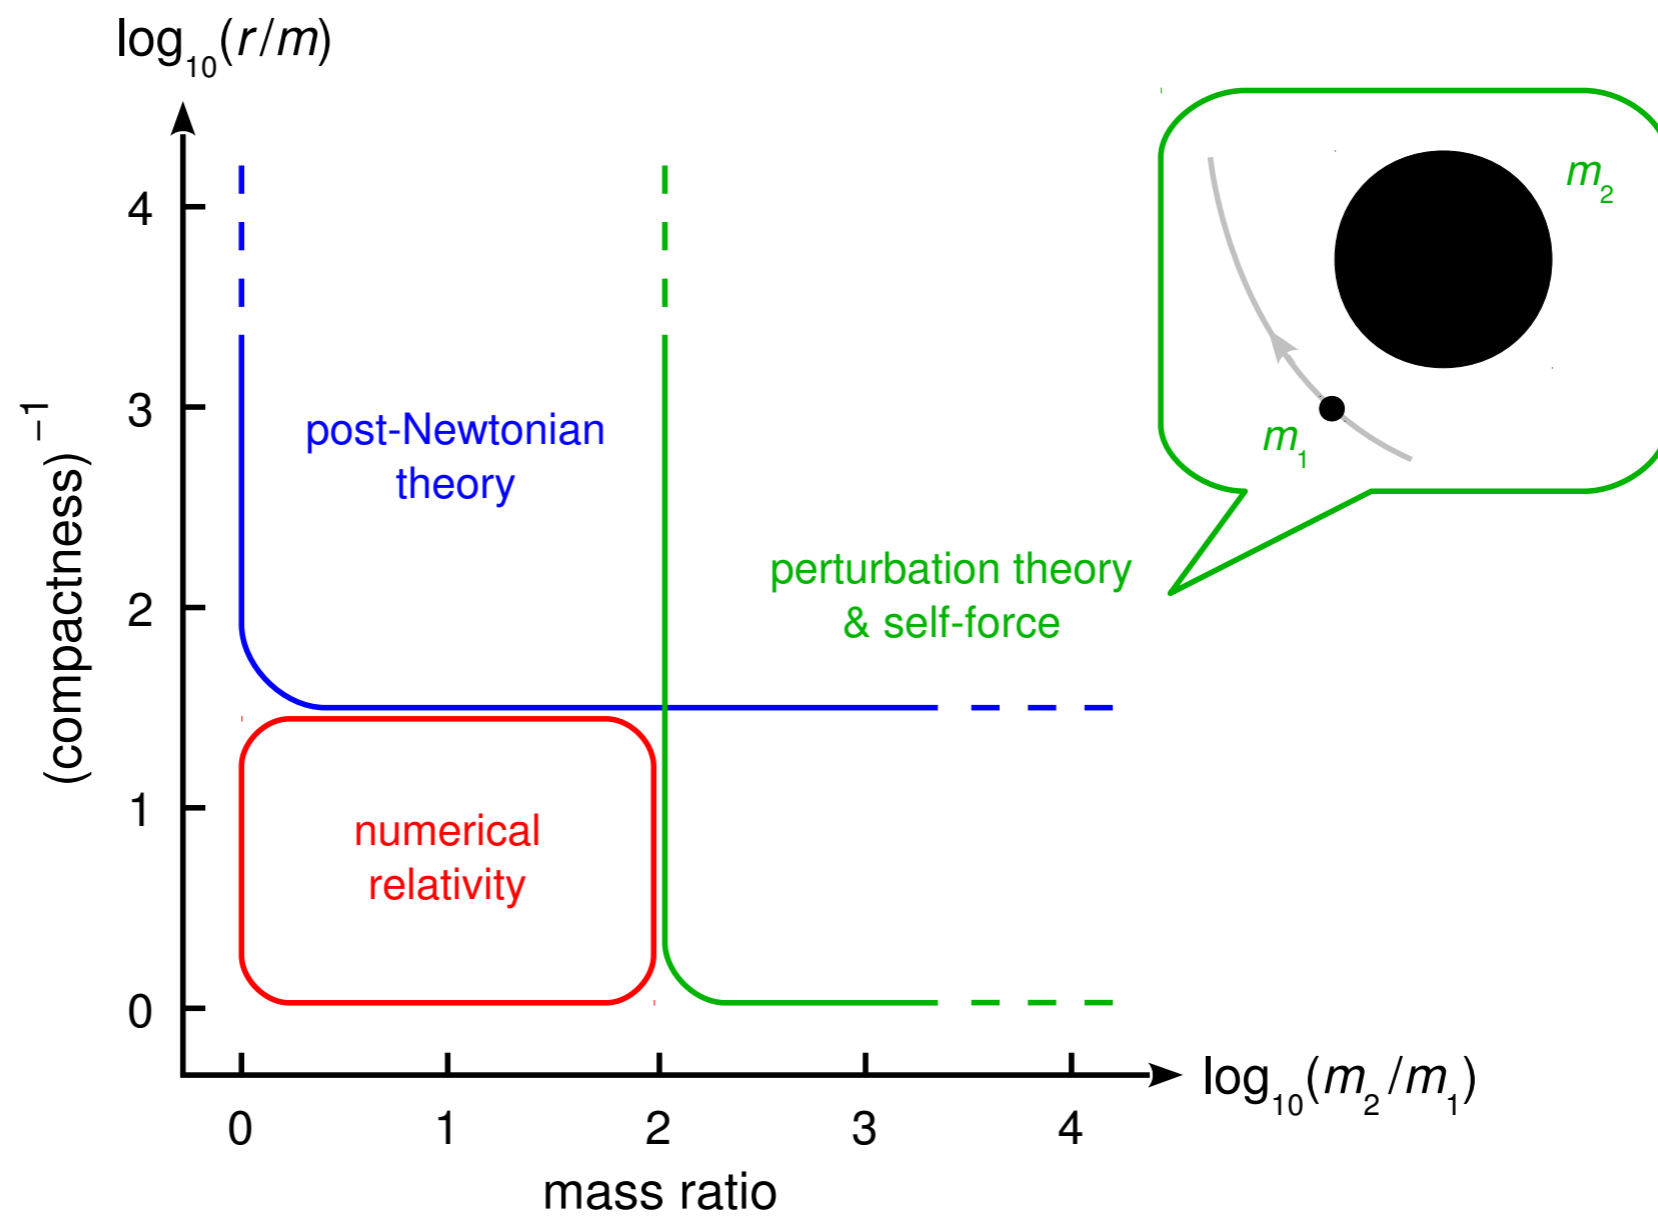 log₁₀(r/m)
4
3
2
1
0
(compactness)⁻¹
post-Newtonian
theory
perturbation theory
& self-force
numerical
relativity
m₂
m₁
0 1 2 3 4
log₁₀(m₂/m₁)
mass ratio